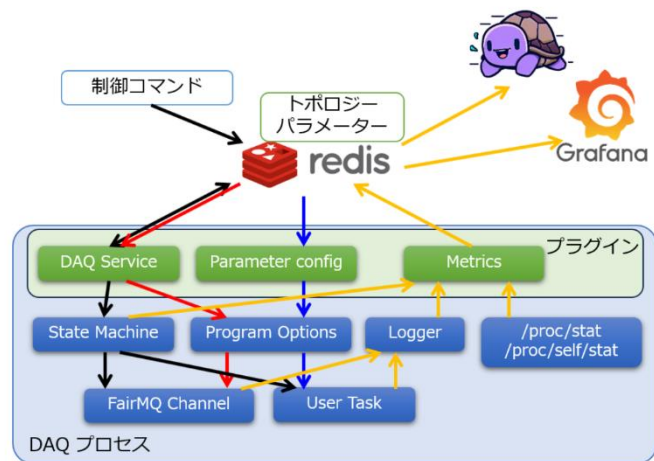 制御コマンド
トポロジー
パラメーター
redis
Grafana
プラグイン
DAQ Service
Parameter config
Metrics
State Machine
Program Options
Logger
/proc/stat
/proc/self/stat
FairMQ Channel
User Task
DAQ プロセス